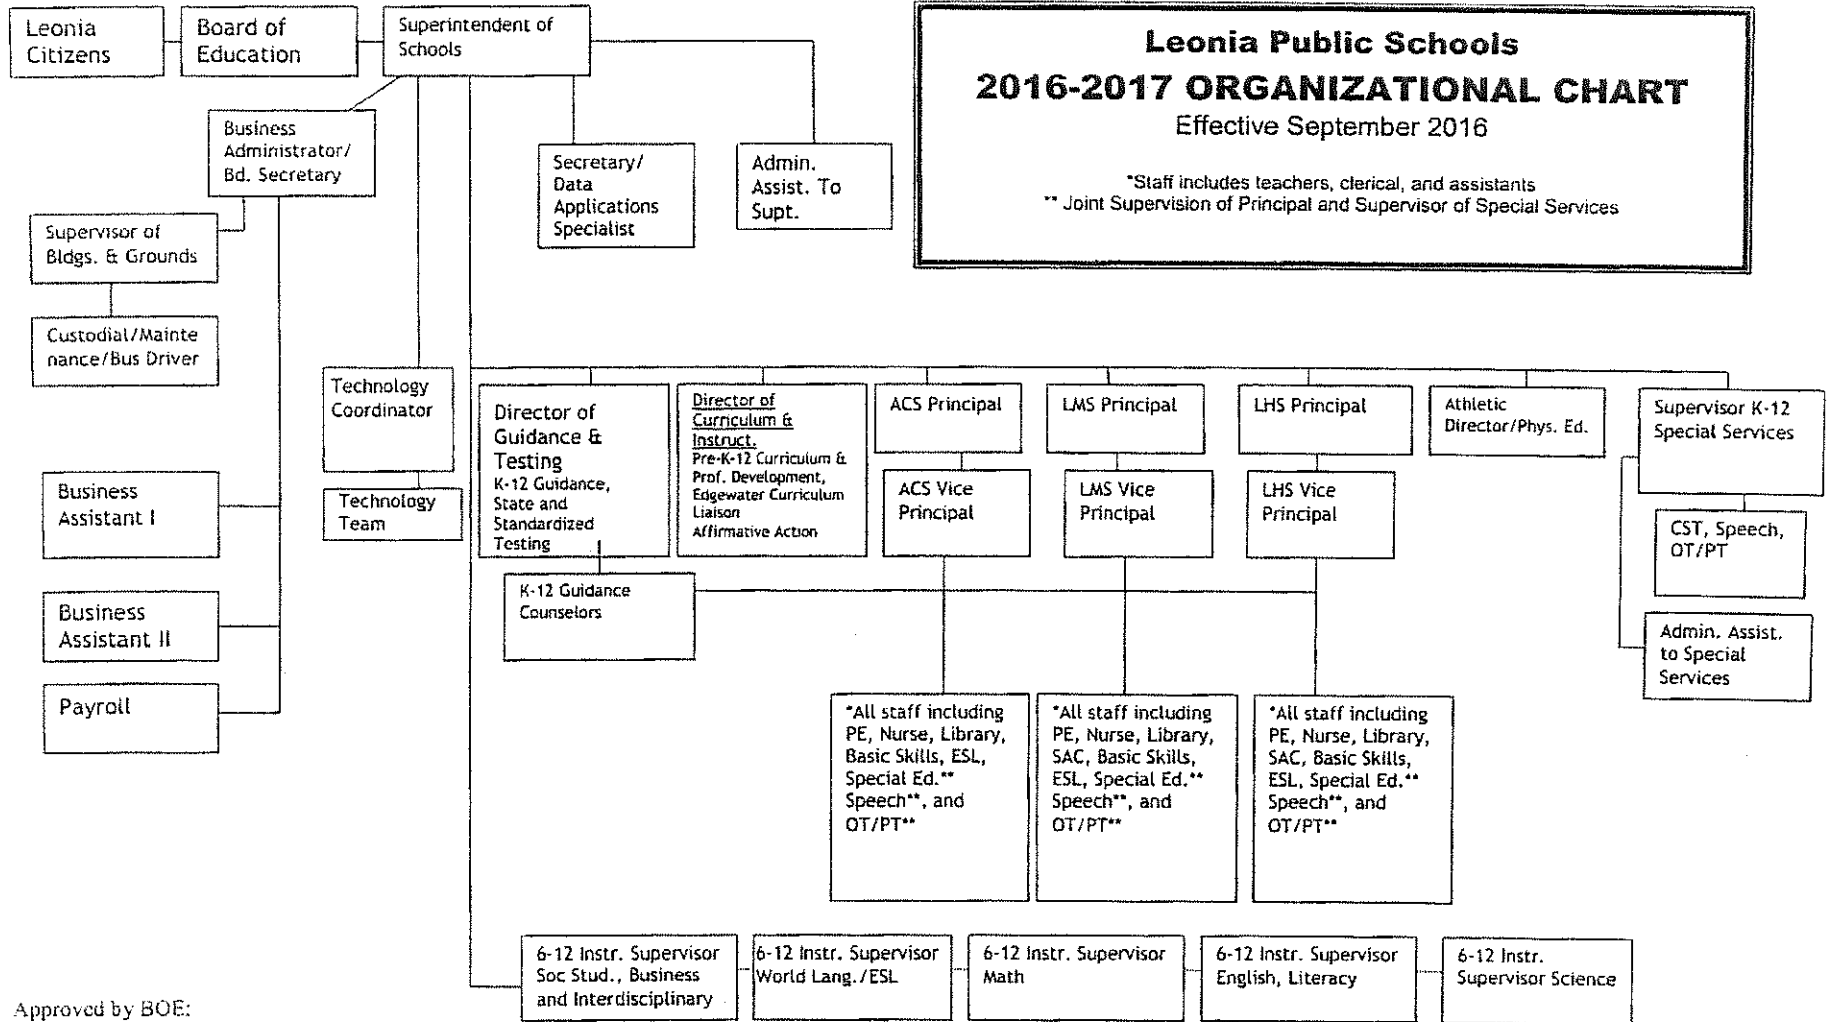 Leonia
Citizens
Board of
Education
Superintendent of
Schools
Leonia Public Schools
2016-2017 ORGANIZATIONAL CHART
Effective September 2016
*Staff includes teachers, clerical, and assistants
** Joint Supervision of Principal and Supervisor of Special Services
Business
Administrator/
Bd. Secretary
Secretary/
Data
Applications
Specialist
Admin.
Assist. To
Supt.
Supervisor of
Bldgs. & Grounds
Custodial/Mainte
nance/Bus Driver
Technology
Coordinator
Technology
Team
Director of
Guidance &
Testing
K-12 Guidance,
State and
Standardized
Testing
Director of
Curriculum &
Instruct.
Pre-K-12 Curriculum &
Prof. Development,
Edgewater Curriculum
Liaison
Affirmative Action
ACS Principal
LMS Principal
LHS Principal
Athletic
Director/Phys. Ed.
Supervisor K-12
Special Services
ACS Vice
Principal
LMS Vice
Principal
LHS Vice
Principal
CST, Speech,
OT/PT
Business
Assistant I
Business
Assistant II
Payroll
K-12 Guidance
Counselors
Admin. Assist.
to Special
Services
*All staff including
PE, Nurse, Library,
Basic Skills, ESL,
Special Ed.**
Speech**, and
OT/PT**
*All staff including
PE, Nurse, Library,
SAC, Basic Skills,
ESL, Special Ed.**
Speech**, and
OT/PT**
*All staff including
PE, Nurse, Library,
SAC, Basic Skills,
ESL, Special Ed.**
Speech**, and
OT/PT**
6-12 Instr. Supervisor
Soc Stud., Business
and Interdisciplinary
6-12 Instr. Supervisor
World Lang./ESL
6-12 Instr. Supervisor
Math
6-12 Instr. Supervisor
English, Literacy
6-12 Instr.
Supervisor Science
Approved by BOE: